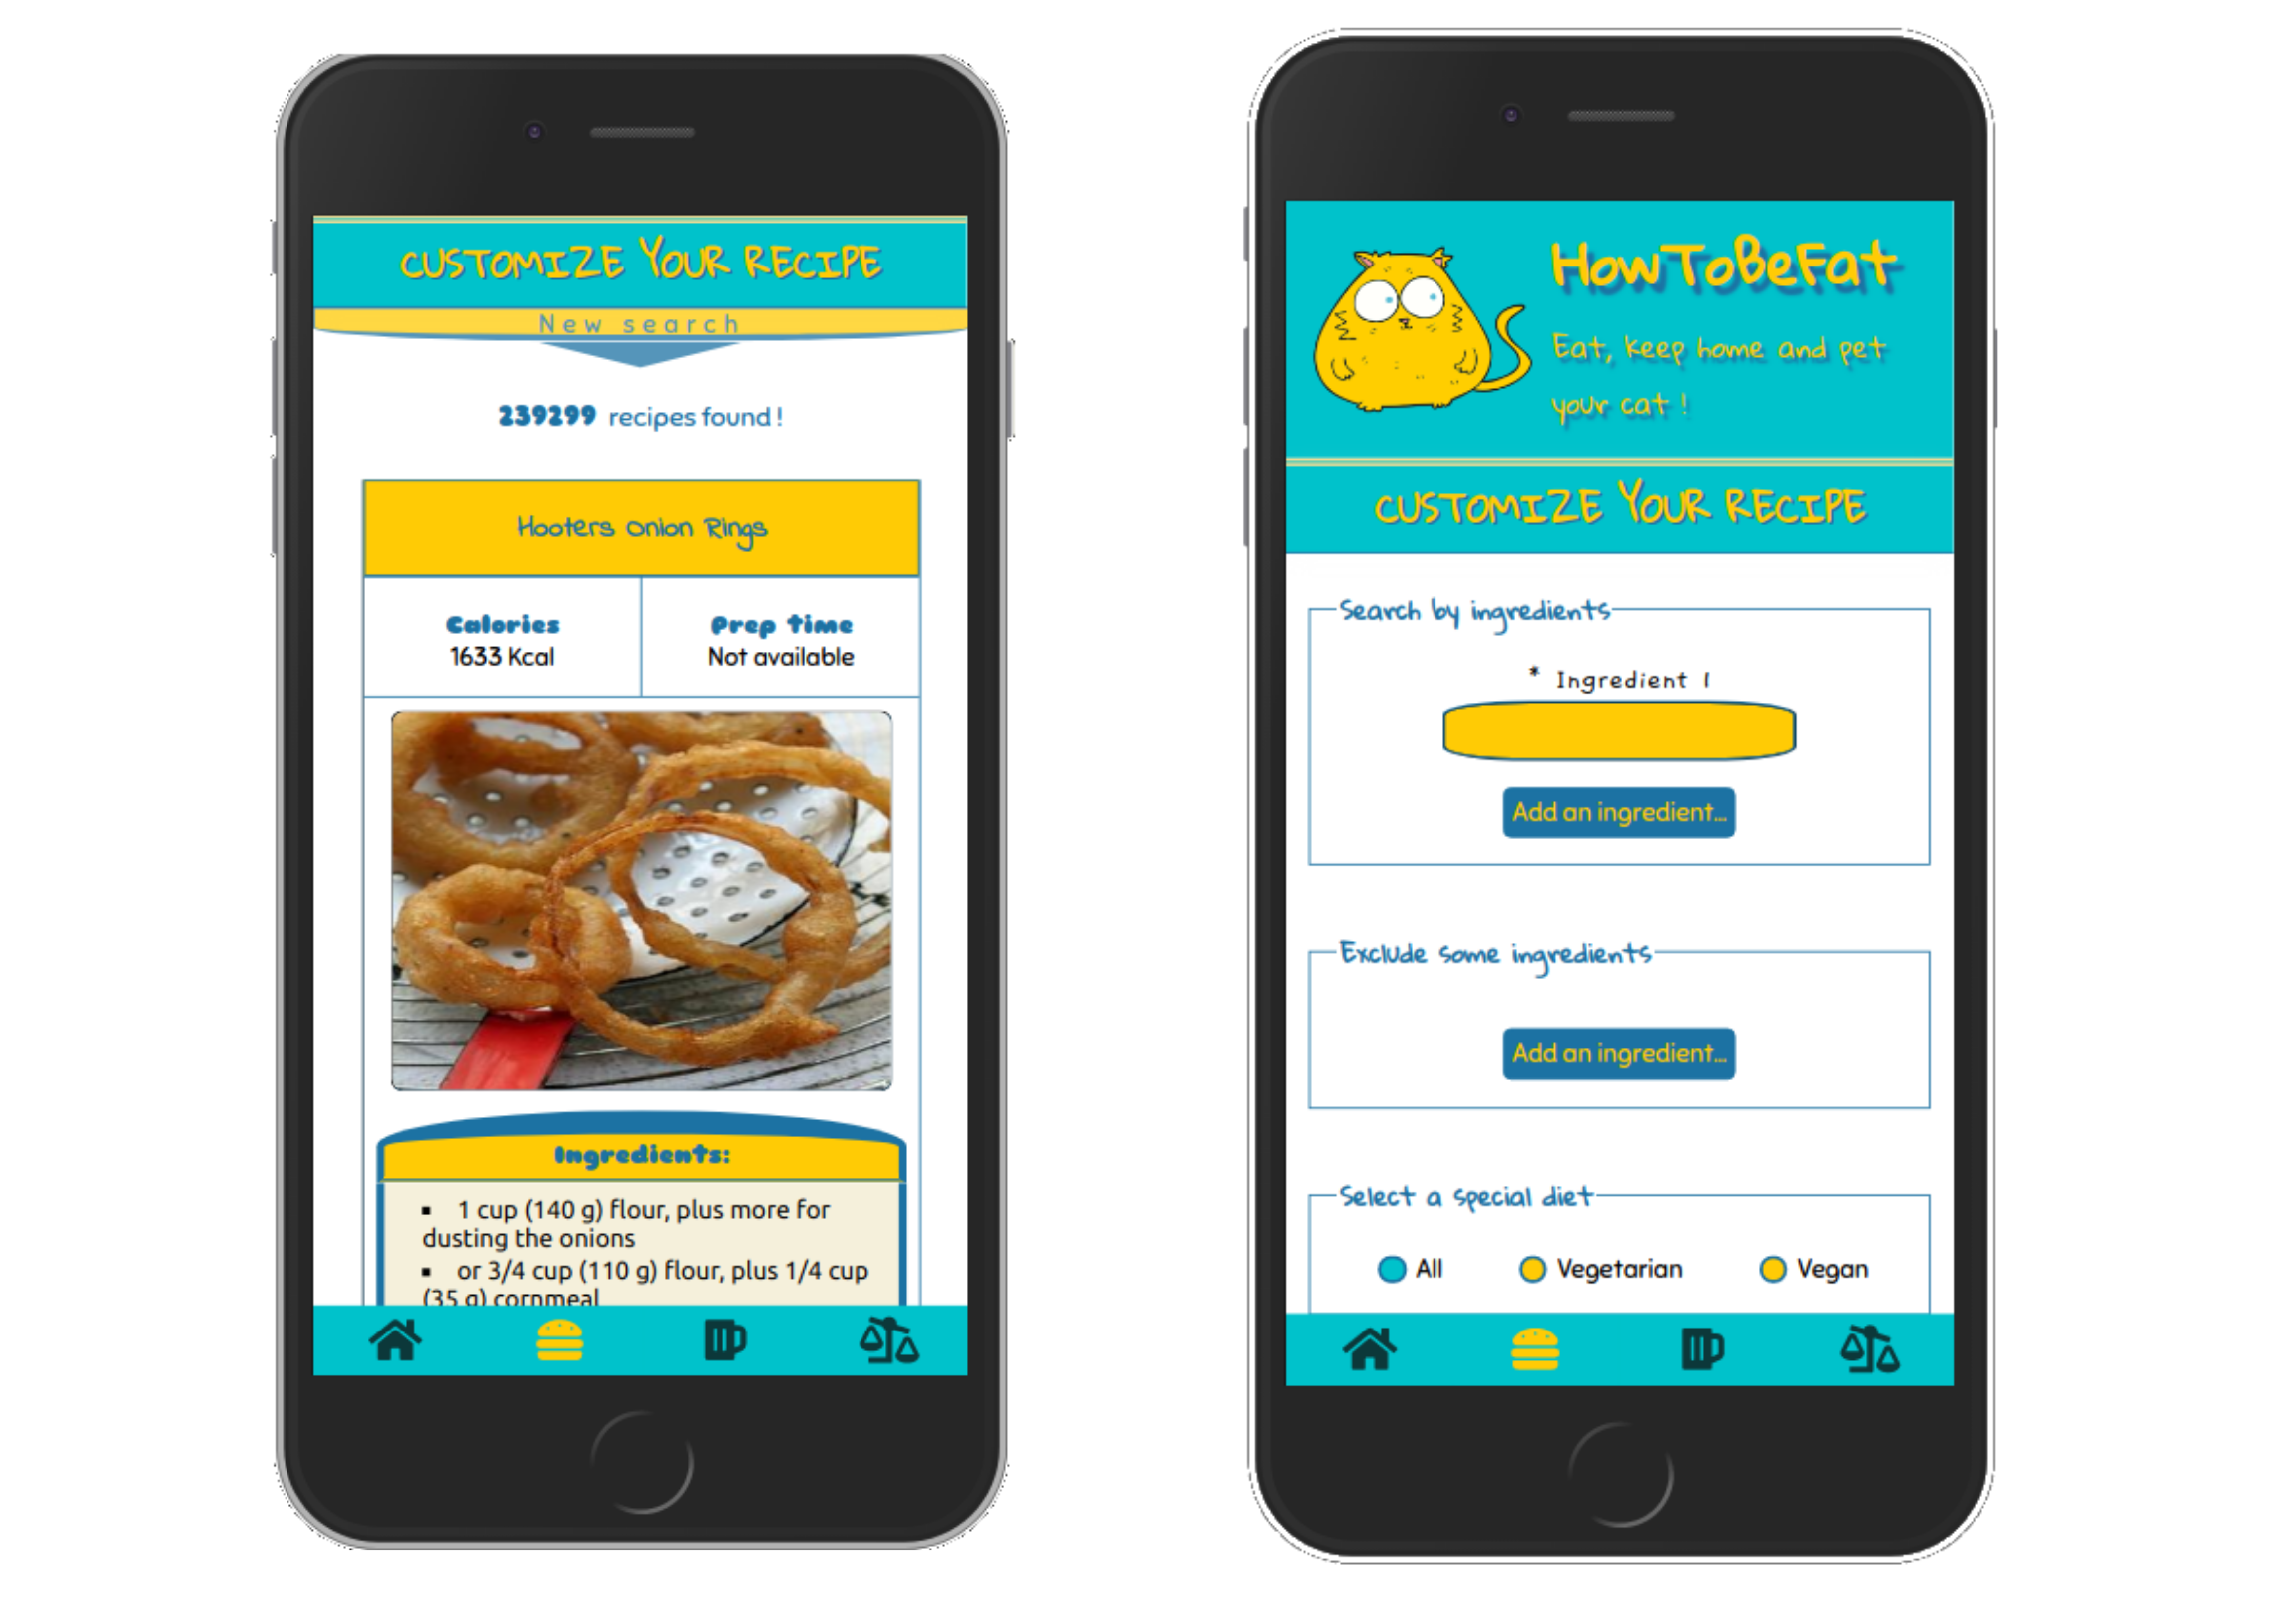 CUSTOMIZE YOUR RECIPE
New search
239299 recipes found !
Hooters Onion Rings
Calories
1633 Kcal
Prep time
Not available
Ingredients:
1 cup (140 g) flour, plus more for
dusting the onions
or 3/4 cup (110 g) flour, plus 1/4 cup
(35 g) cornmeal
HowToBeFat
Eat, keep home and pet
your cat !
CUSTOMIZE YOUR RECIPE
Search by ingredients
* Ingredient 1
Add an ingredient...
Exclude some ingredients
Add an ingredient...
Select a special diet
All Vegetarian Vegan